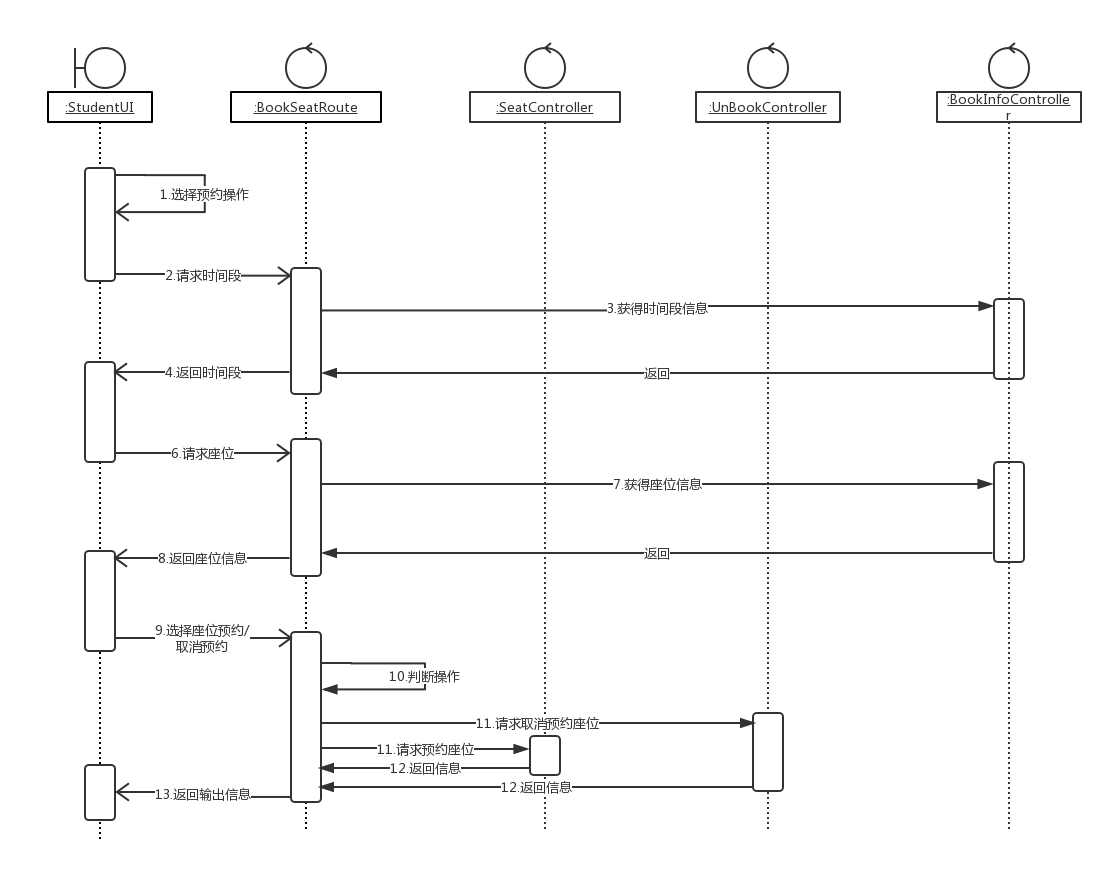 :StudentUI
:BookSeatRoute
:SeatController
:UnBookController
:BookInfoControlle
r
1.选择预约操作
2.请求时间段
3.获得时间段信息
4.返回时间段
返回
6.请求座位
7.获得座位信息
8.返回座位信息
返回
9.选择座位预约/
取消预约
10.判断操作
11.请求取消预约座位
11.请求预约座位
12.返回信息
12.返回信息
13.返回输出信息